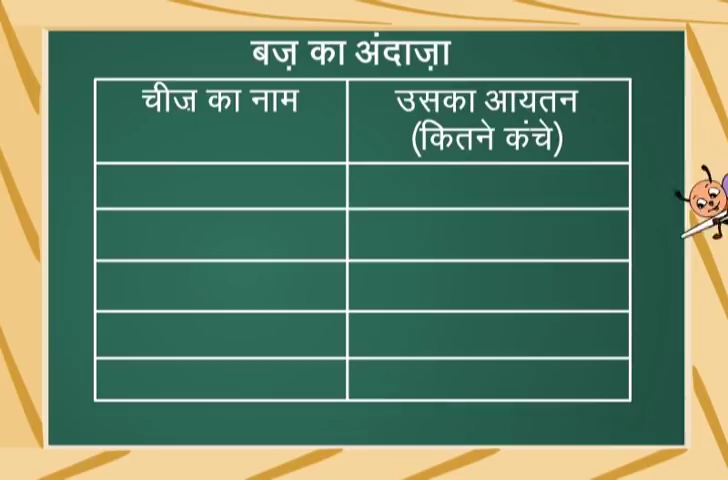 बज़ का अंदाज़ा
चीज का नाम
उसका आयतन
(कितने कंचे)